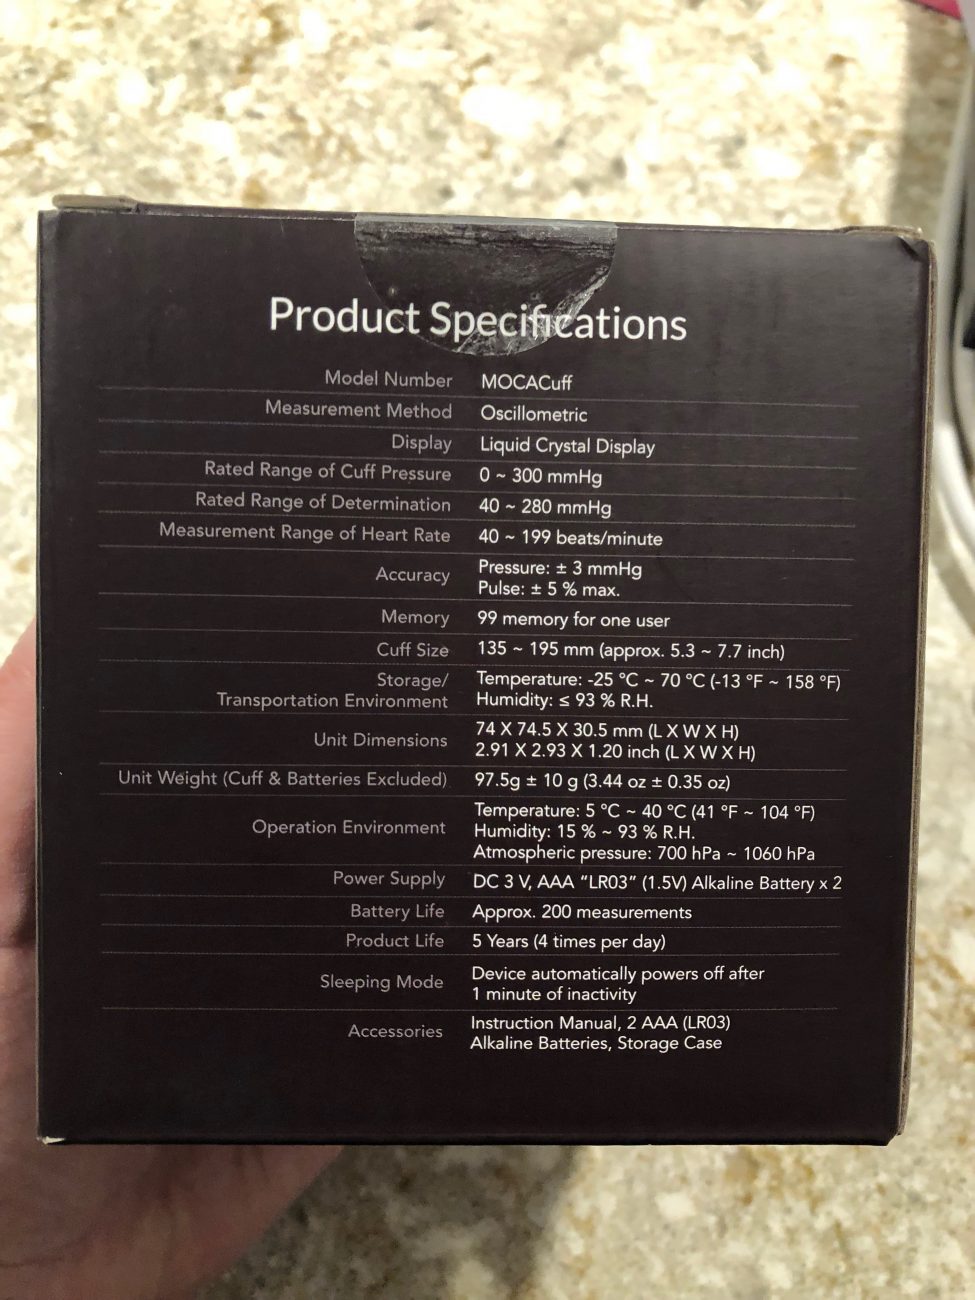 Product Specifications
Model Number MOCACuff
Measurement Method Oscillometric
Display Liquid Crystal Display
Rated Range of Cuff Pressure 0 ~ 300 mmHg
Rated Range of Determination 40 ~ 280 mmHg
Measurement Range of Heart Rate 40 ~ 199 beats/minute
Accuracy Pressure: ± 3 mmHg
Pulse: ± 5 % max.
Memory 99 memory for one user
Cuff Size 135 ~ 195 mm (approx. 5.3 ~ 7.7 inch)
Storage/ Temperature: -25 °C ~ 70 °C (-13 °F ~ 158 °F)
Transportation Environment Humidity: ≤ 93 % R.H.
Unit Dimensions 74 X 74.5 X 30.5 mm (L X W X H)
2.91 X 2.93 X 1.20 inch (L X W X H)
Unit Weight (Cuff & Batteries Excluded) 97.5g ± 10 g (3.44 oz ± 0.35 oz)
Operation Environment Temperature: 5 °C ~ 40 °C (41 °F ~ 104 °F)
Humidity: 15 % ~ 93 % R.H.
Atmospheric pressure: 700 hPa ~ 1060 hPa
Power Supply DC 3 V, AAA “LR03” (1.5V) Alkaline Battery x 2
Battery Life Approx. 200 measurements
Product Life 5 Years (4 times per day)
Sleeping Mode Device automatically powers off after
1 minute of inactivity
Accessories Instruction Manual, 2 AAA (LR03)
Alkaline Batteries, Storage Case